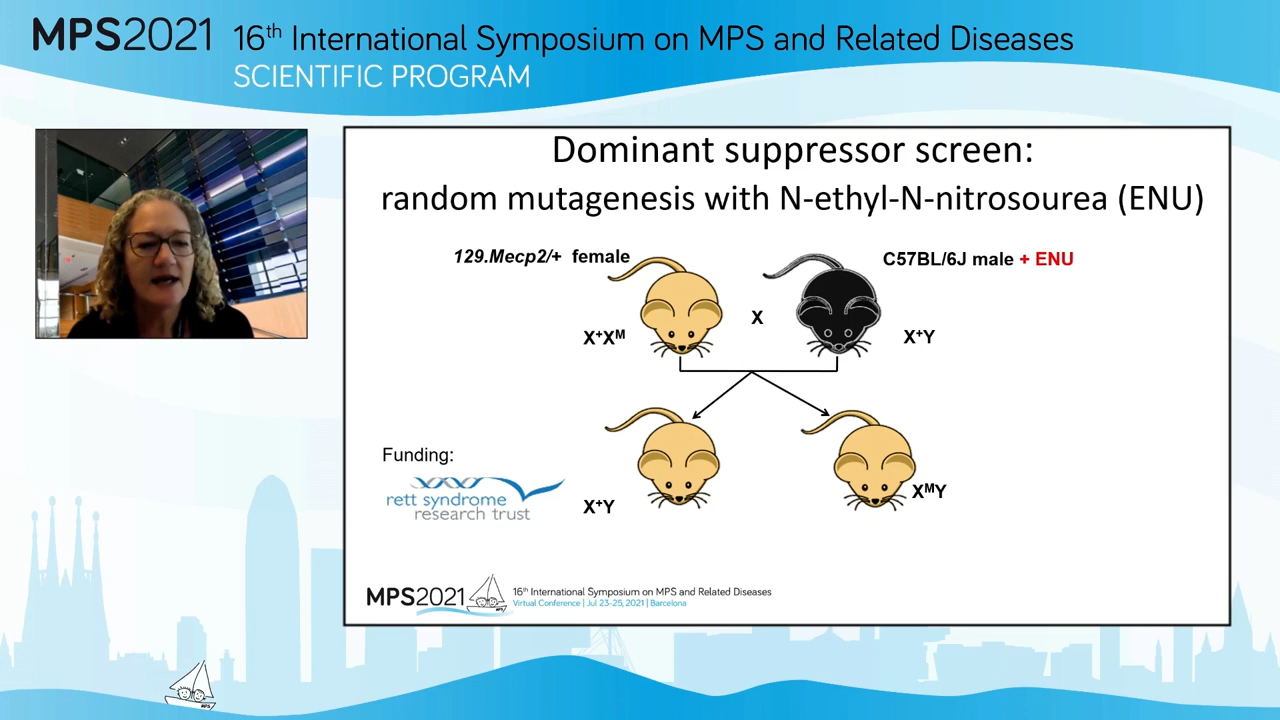 MPS2021 16th International Symposium on MPS and Related Diseases
SCIENTIFIC PROGRAM
Dominant suppressor screen:
random mutagenesis with N-ethyl-N-nitrosourea (ENU)
129.Mecp2/+ female
C57BL/6J male + ENU
X
X⁺Xᴹ
X⁺Y
Funding:
rett syndrome
research trust
X⁺Y
XᴹY
MPS2021
MPS
16th International Symposium on MPS and Related Diseases
Virtual Conference | Jul 23-25, 2021 | Barcelona
MPS